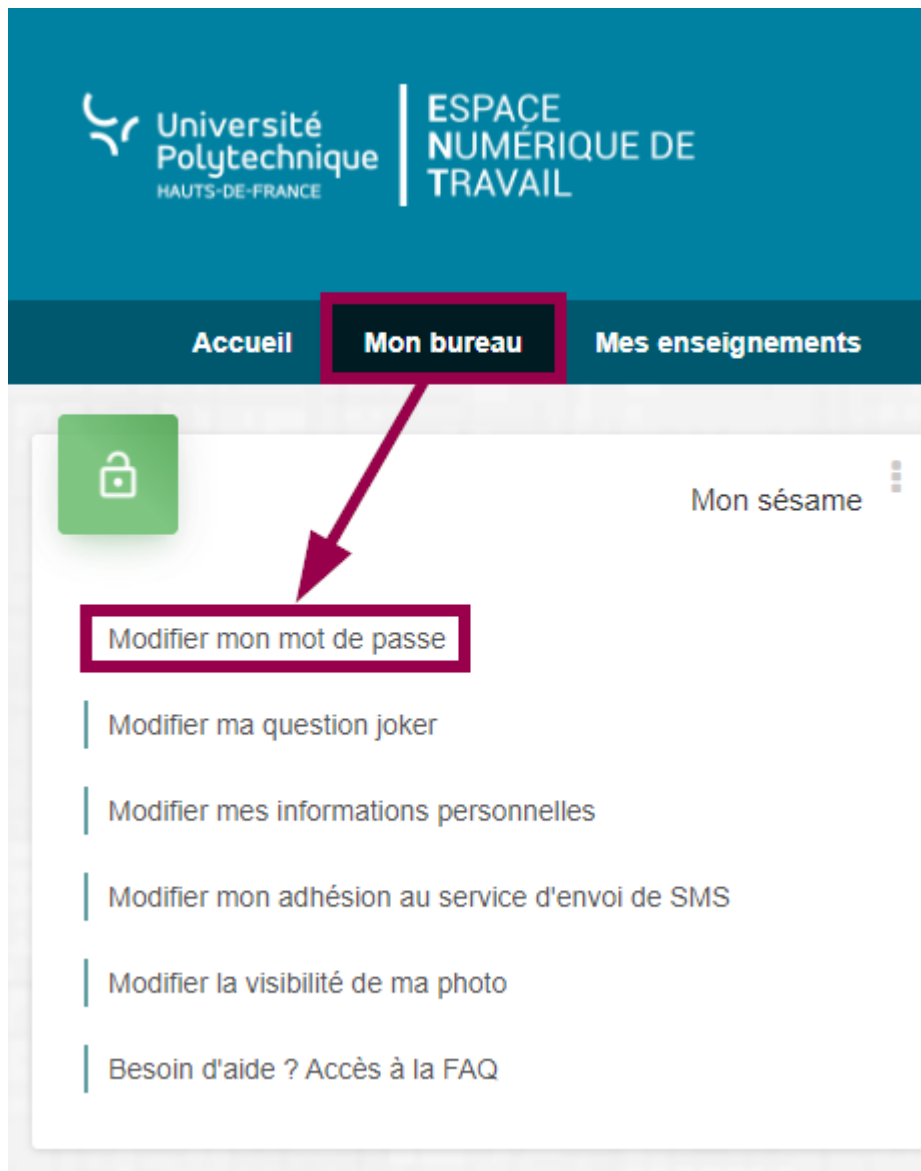 Université
Polytechnique
HAUTS-DE-FRANCE
ESPACE
NUMÉRIQUE DE
TRAVAIL
Accueil Mon bureau Mes enseignements
Mon sésame
Modifier mon mot de passe
Modifier ma question joker
Modifier mes informations personnelles
Modifier mon adhésion au service d'envoi de SMS
Modifier la visibilité de ma photo
Besoin d'aide ? Accès à la FAQ